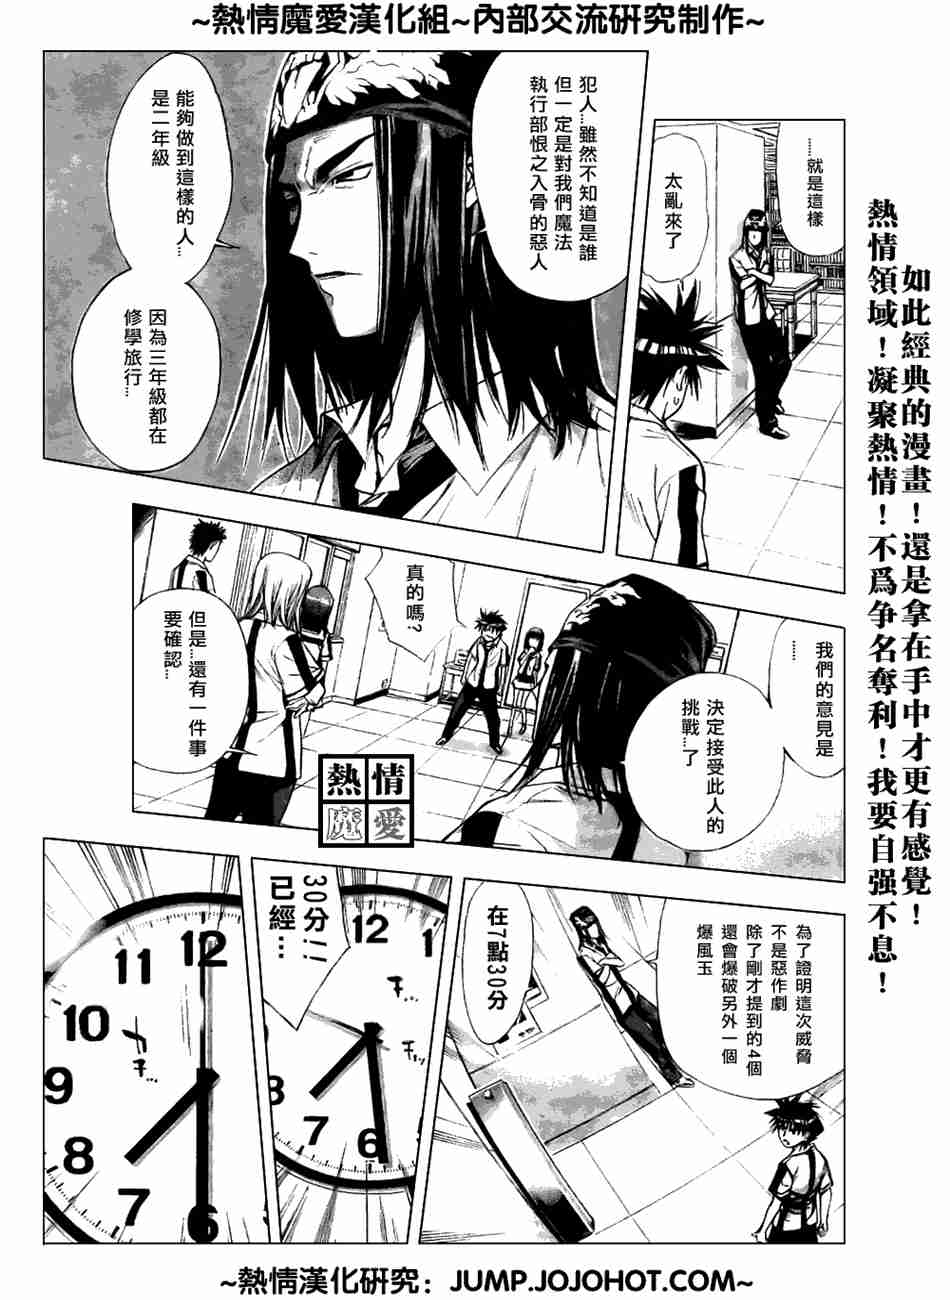 ~熱情魔愛漢化組~內部交流研究制作~
……就是這樣
太亂來了
犯人…雖然不知道是誰
但一定是對我們魔法
執行部恨之入骨的惡人
能夠做到這樣的人…
是二年級
因為三年級都在
修學旅行…
……
我們的意見是
決定接受此人的
挑戰…了
真的嗎?
但是…還有一件事
要確認…
熱情
魔愛
為了證明這次威脅
不是惡作劇
除了剛才提到的4個
還會爆破另外一個
爆風玉
在7點30分
30分!!
已經…
12
7
6
12
11
10
9
8
7
6
如此經典的漫畫!還是拿在手中才更有感覺!
熱情領域!凝聚熱情!不爲争名奪利!我要自强不息!
~熱情漢化研究: JUMP.JOJOHOT.COM~